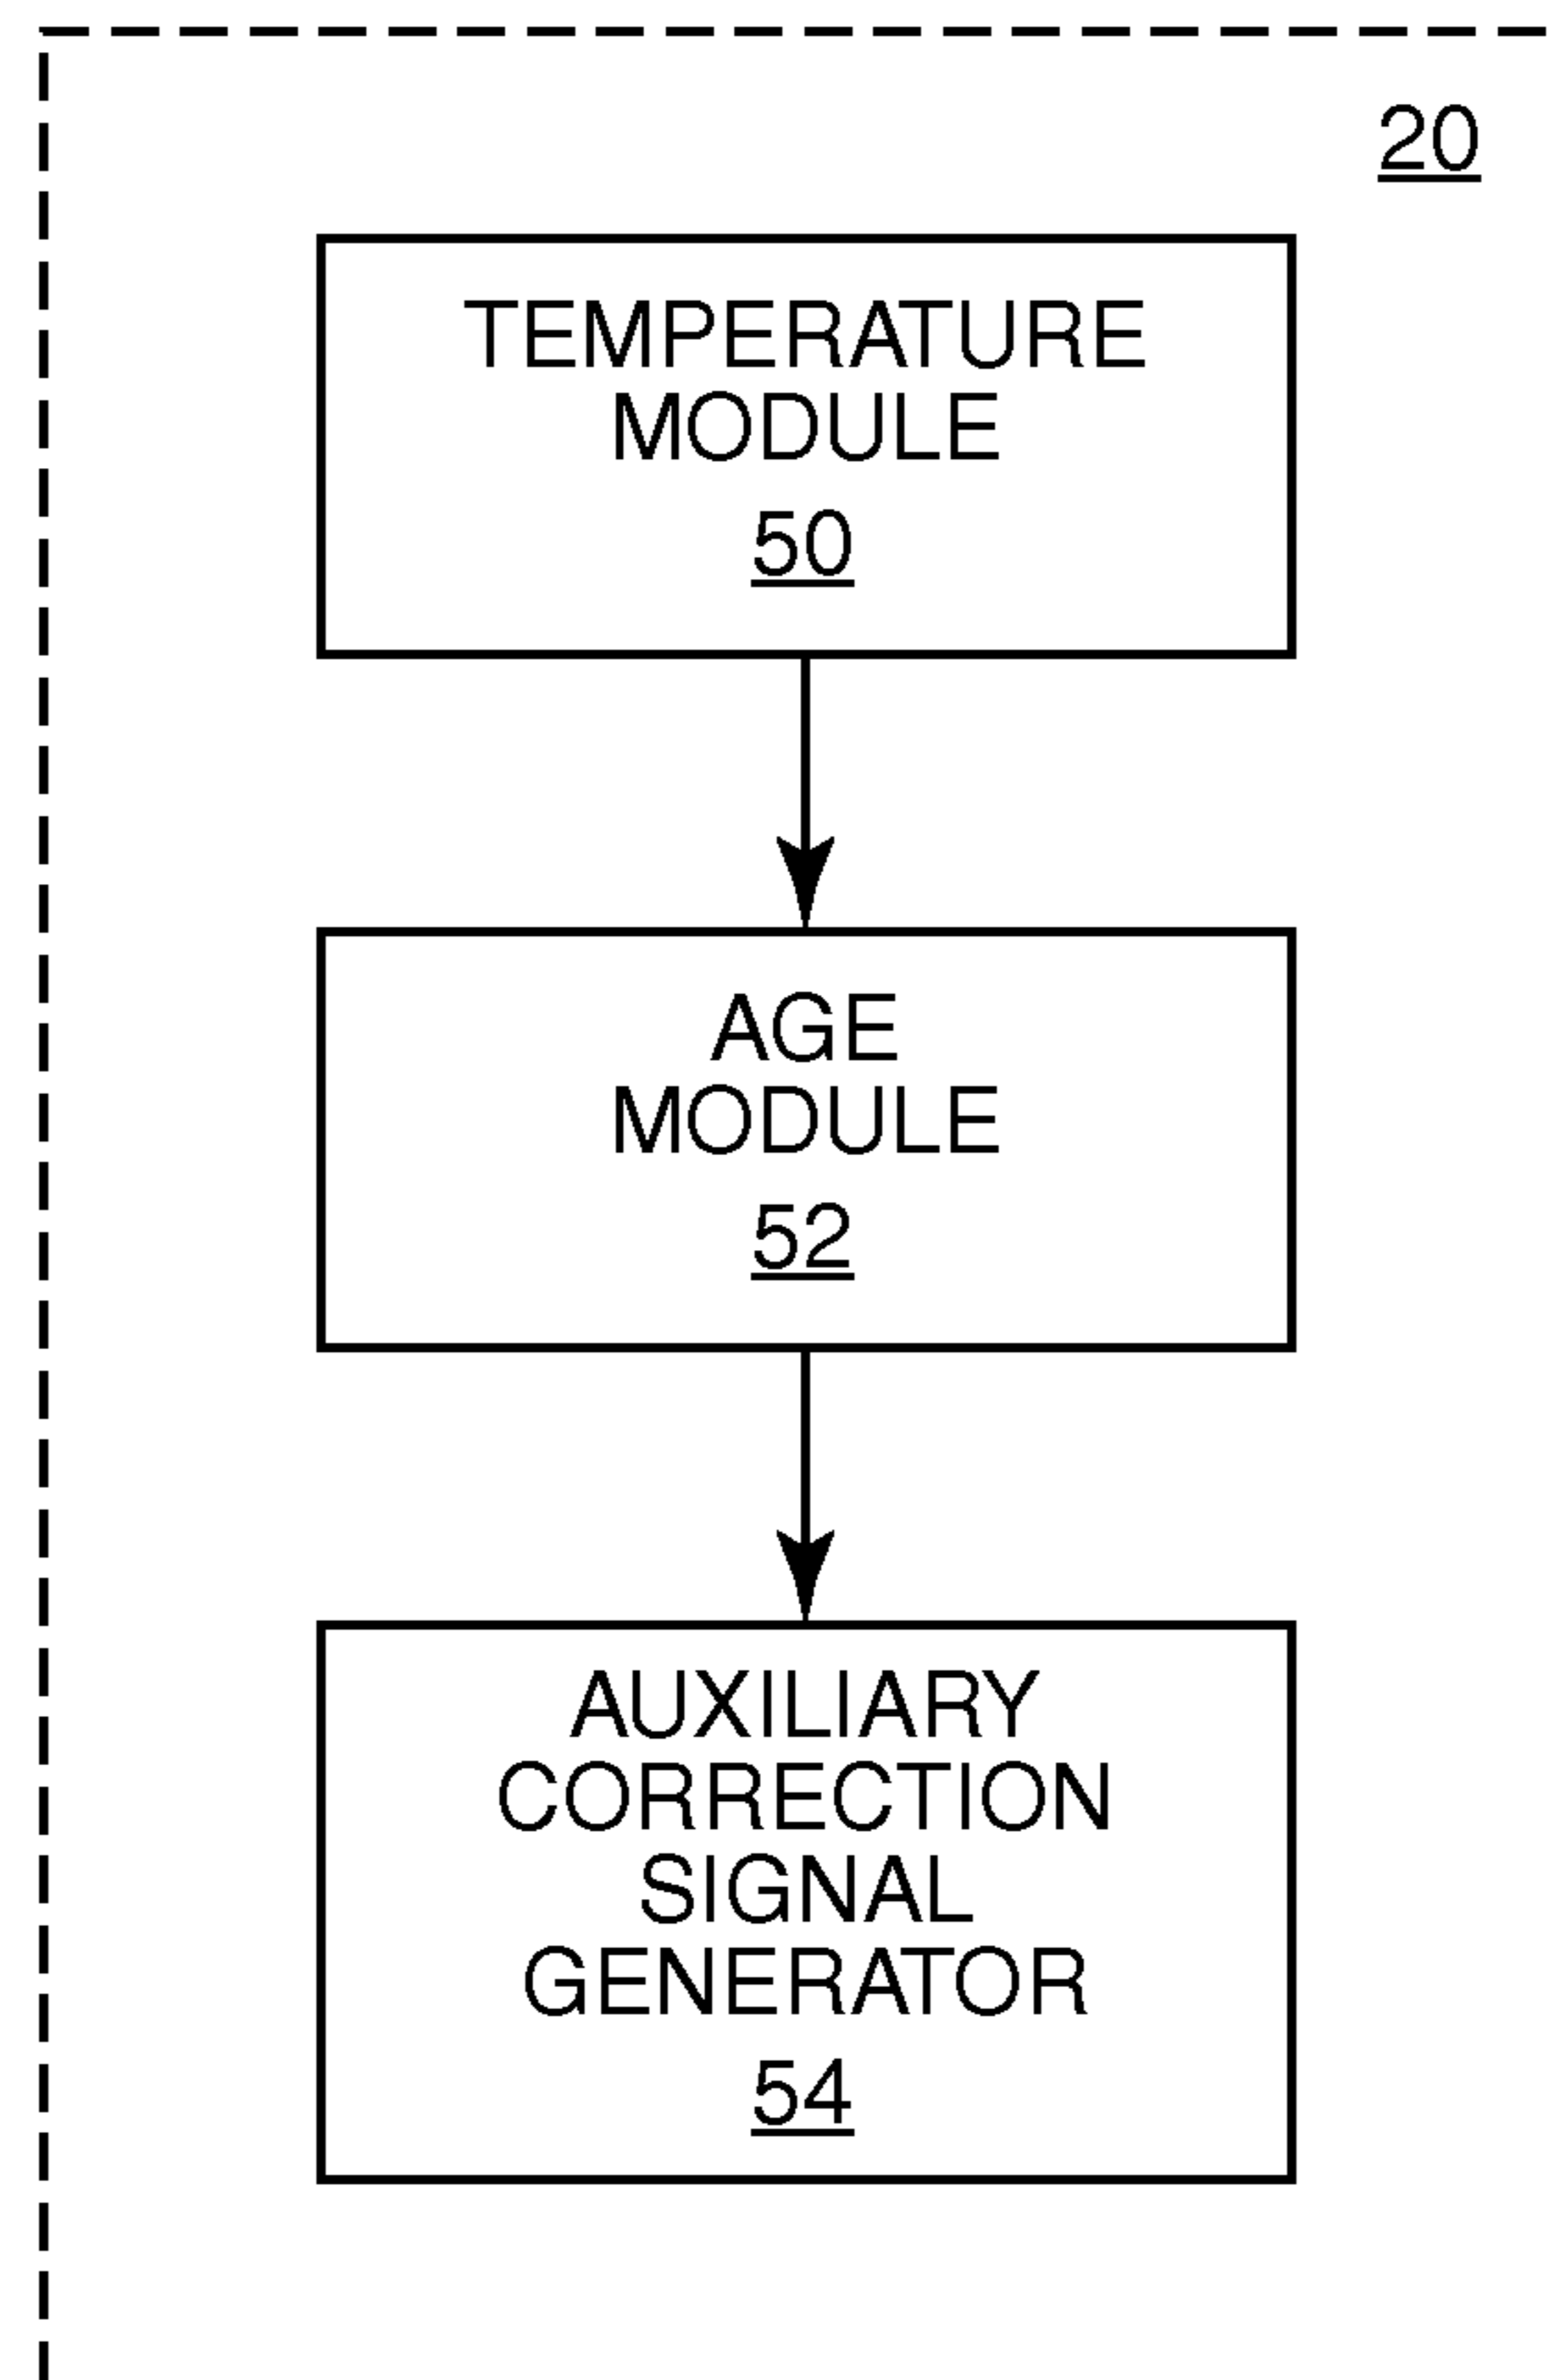 20
TEMPERATURE
MODULE
50
AGE
MODULE
52
AUXILIARY
CORRECTION
SIGNAL
GENERATOR
54